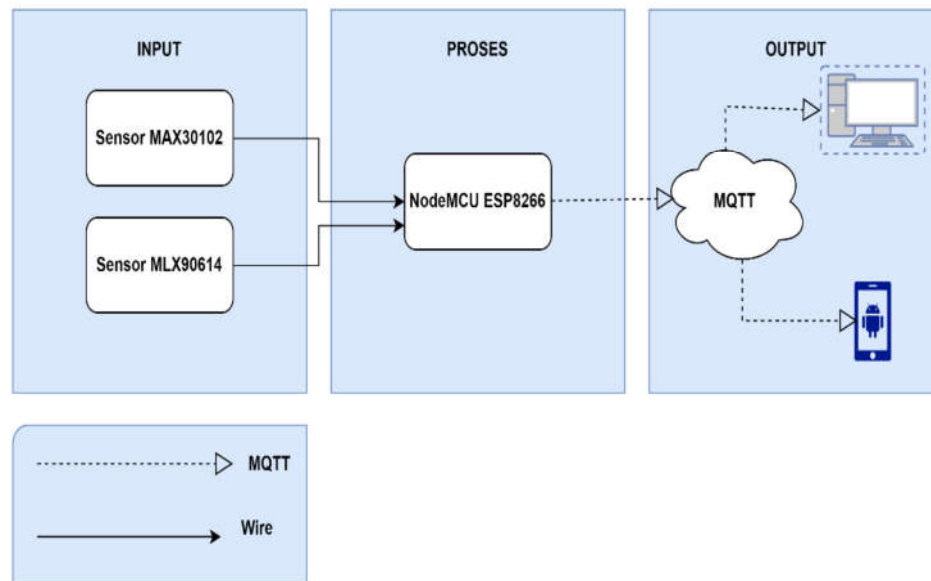 INPUT
Sensor MAX30102
Sensor MLX90614
PROSES
NodeMCU ESP8266
OUTPUT
MQTT
MQTT
Wire